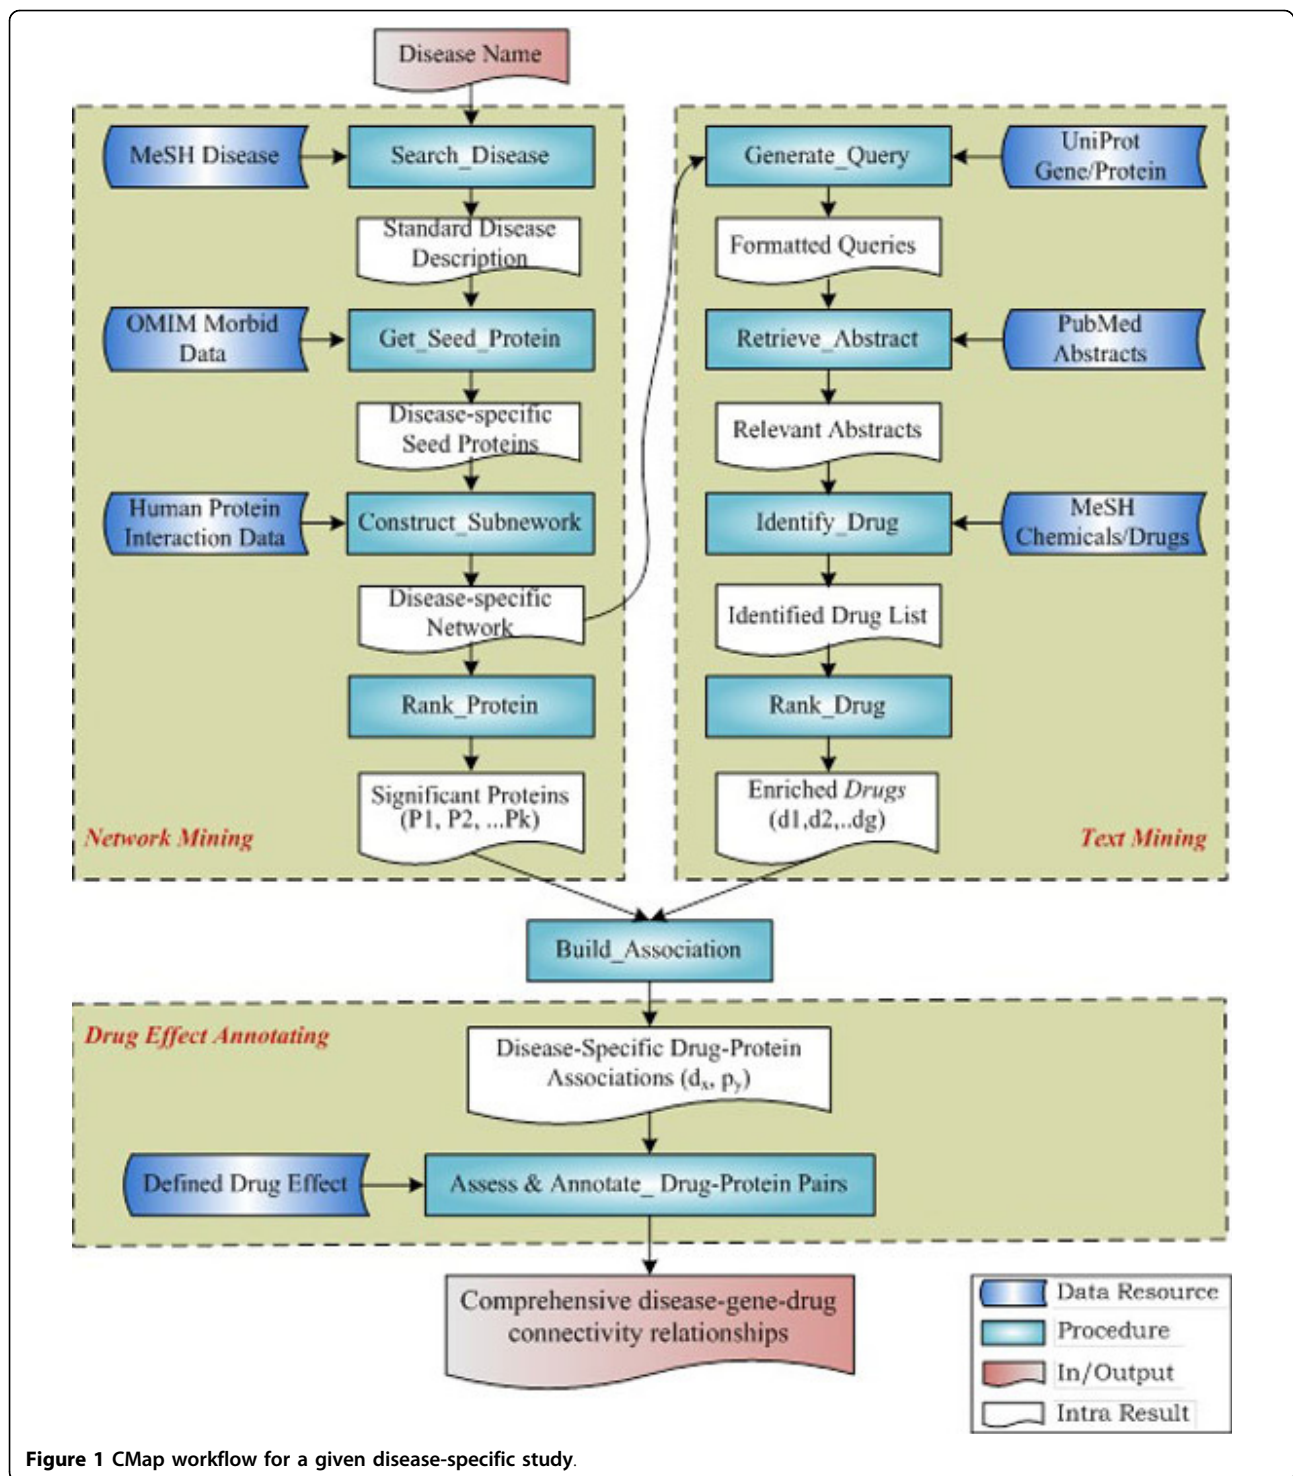 Disease Name
MeSH Disease
Search_Disease
Standard Disease
Description
OMIM Morbid
Data
Get_Seed_Protein
Disease-specific
Seed Proteins
Human Protein
Interaction Data
Construct_Subnework
Disease-specific
Network
Rank_Protein
Significant Proteins
(P1, P2, ...Pk)
Network Mining
Generate_Query
UniProt
Gene/Protein
Formatted Queries
Retrieve_Abstract
PubMed
Abstracts
Relevant Abstracts
Identify_Drug
MeSH
Chemicals/Drugs
Identified Drug List
Rank_Drug
Enriched Drugs
(d1,d2,..dg)
Text Mining
Build_Association
Drug Effect Annotating
Disease-Specific Drug-Protein
Associations (dx, py)
Defined Drug Effect
Assess & Annotate_ Drug-Protein Pairs
Comprehensive disease-gene-drug
connectivity relationships
Data Resource
Procedure
In/Output
Intra Result
Figure 1 CMap workflow for a given disease-specific study.